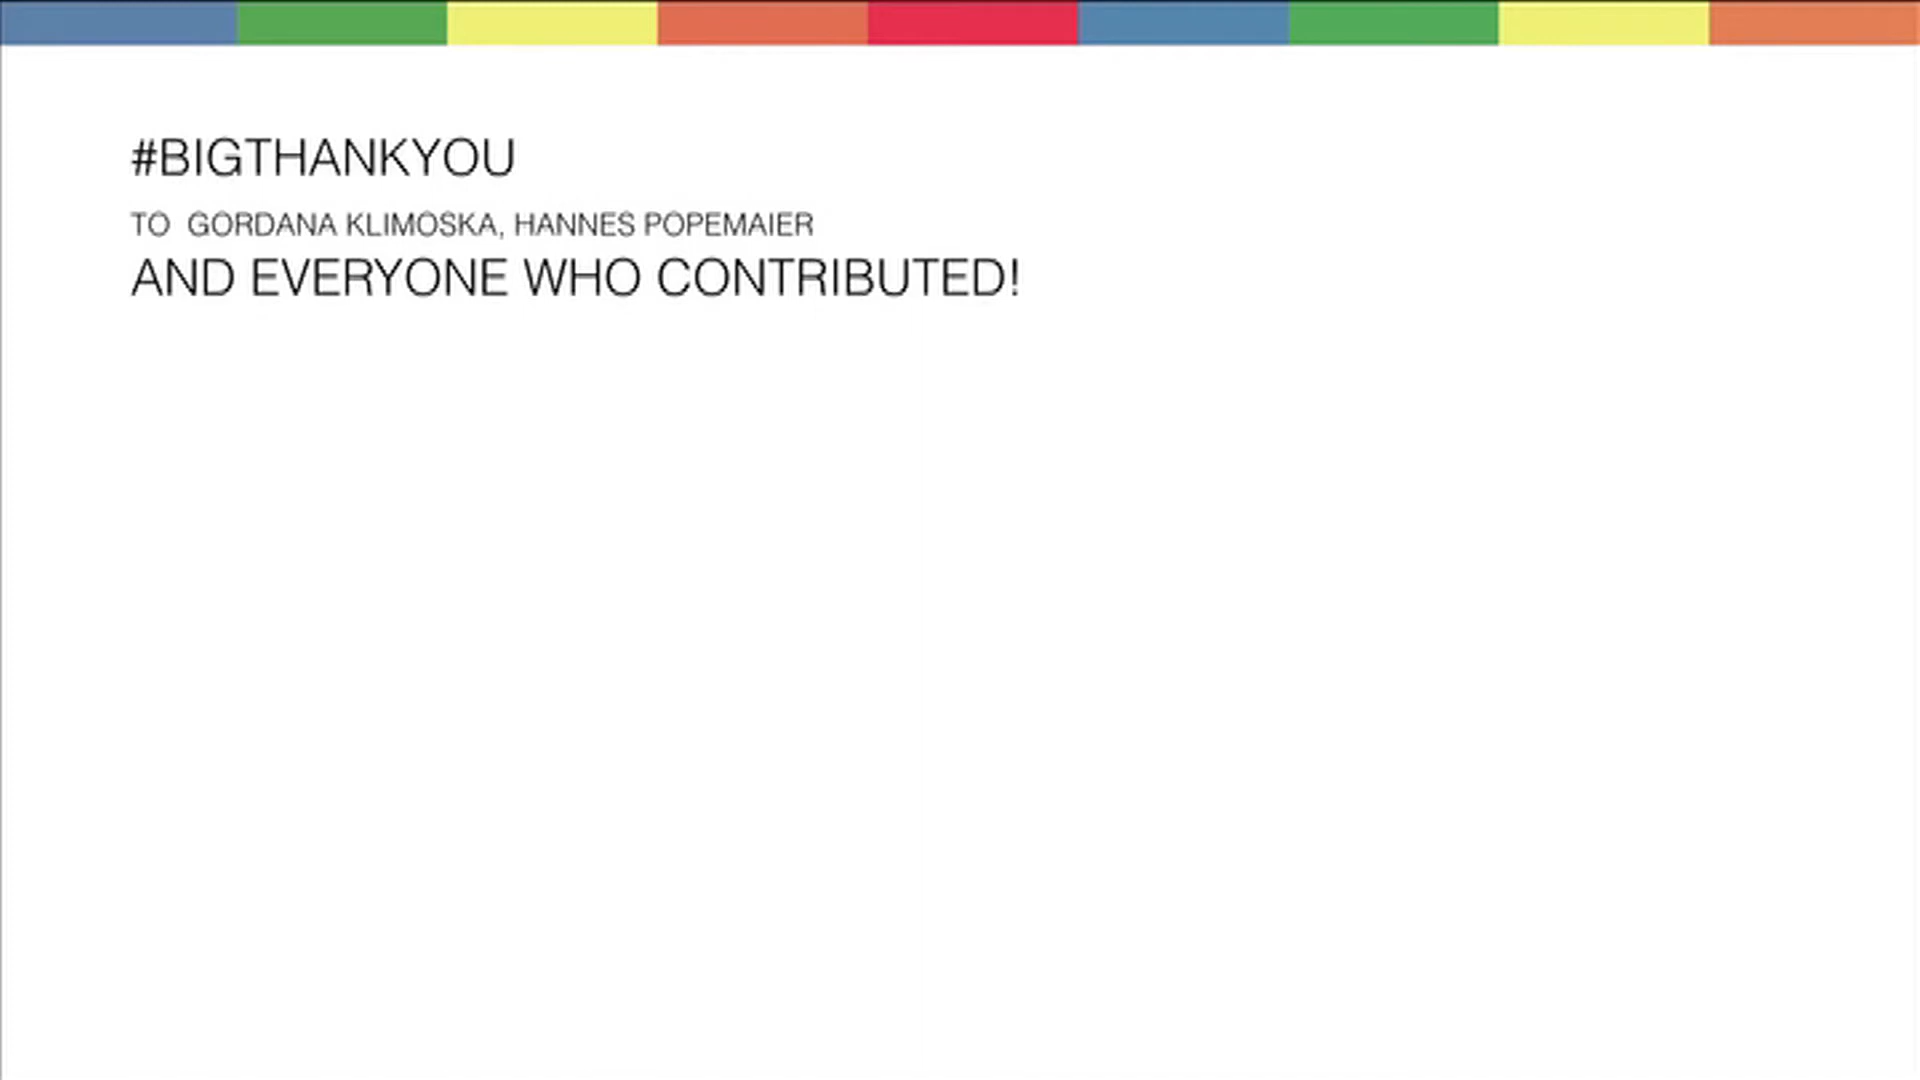 #BIGTHANKYOU
TO  GORDANA KLIMOSKA, HANNES POPEMAIER
AND EVERYONE WHO CONTRIBUTED!